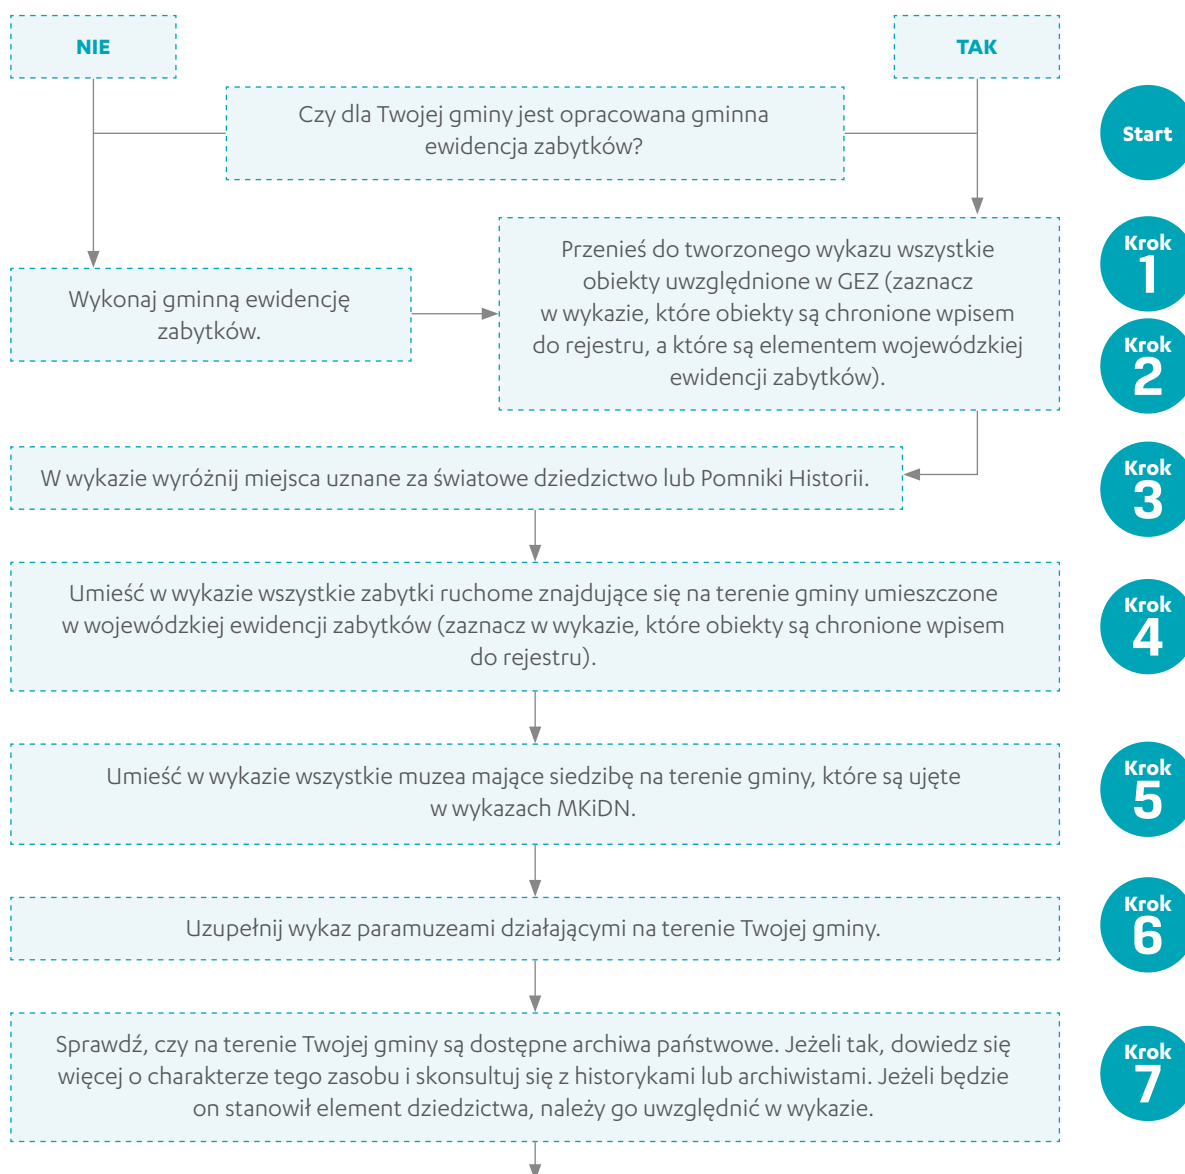 NIE
TAK
Czy dla Twojej gminy jest opracowana gminna
ewidencja zabytków?
Start
Wykonaj gminną ewidencję
zabytków.
Przenieś do tworzonego wykazu wszystkie
obiekty uwzględnione w GEZ (zaznacz
w wykazie, które obiekty są chronione wpisem
do rejestru, a które są elementem wojewódzkiej
ewidencji zabytków).
Krok
1
Krok
2
W wykazie wyróżnij miejsca uznane za światowe dziedzictwo lub Pomniki Historii.
Krok
3
Umieść w wykazie wszystkie zabytki ruchome znajdujące się na terenie gminy umieszczone
w wojewódzkiej ewidencji zabytków (zaznacz w wykazie, które obiekty są chronione wpisem
do rejestru).
Krok
4
Umieść w wykazie wszystkie muzea mające siedzibę na terenie gminy, które są ujęte
w wykazach MKiDN.
Krok
5
Uzupełnij wykaz paramuzeami działającymi na terenie Twojej gminy.
Krok
6
Sprawdź, czy na terenie Twojej gminy są dostępne archiwa państwowe. Jeżeli tak, dowiedz się
więcej o charakterze tego zasobu i skonsultuj się z historykami lub archiwistami. Jeżeli będzie
on stanowił element dziedzictwa, należy go uwzględnić w wykazie.
Krok
7